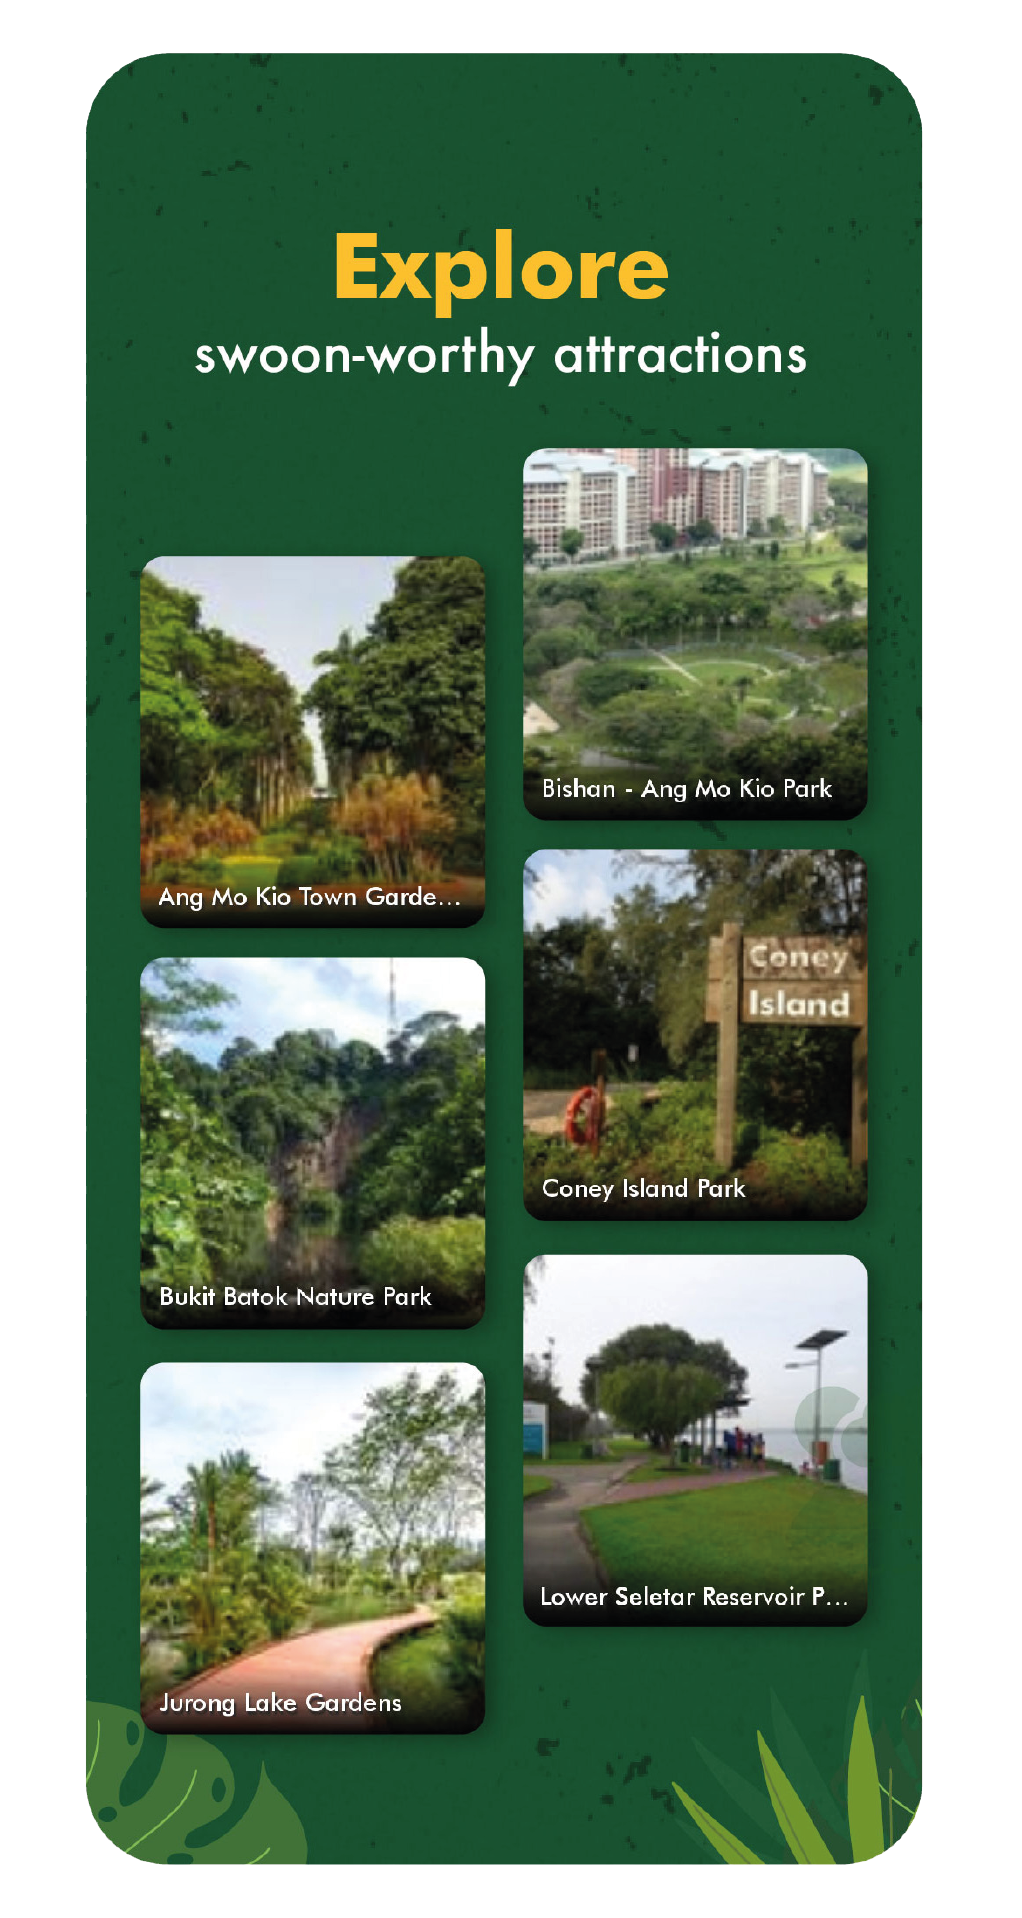 Explore
swoon-worthy attractions
Bishan - Ang Mo Kio Park
Ang Mo Kio Town Garde...
Coney
Island
Coney Island Park
Bukit Batok Nature Park
Lower Seletar Reservoir P...
Jurong Lake Gardens